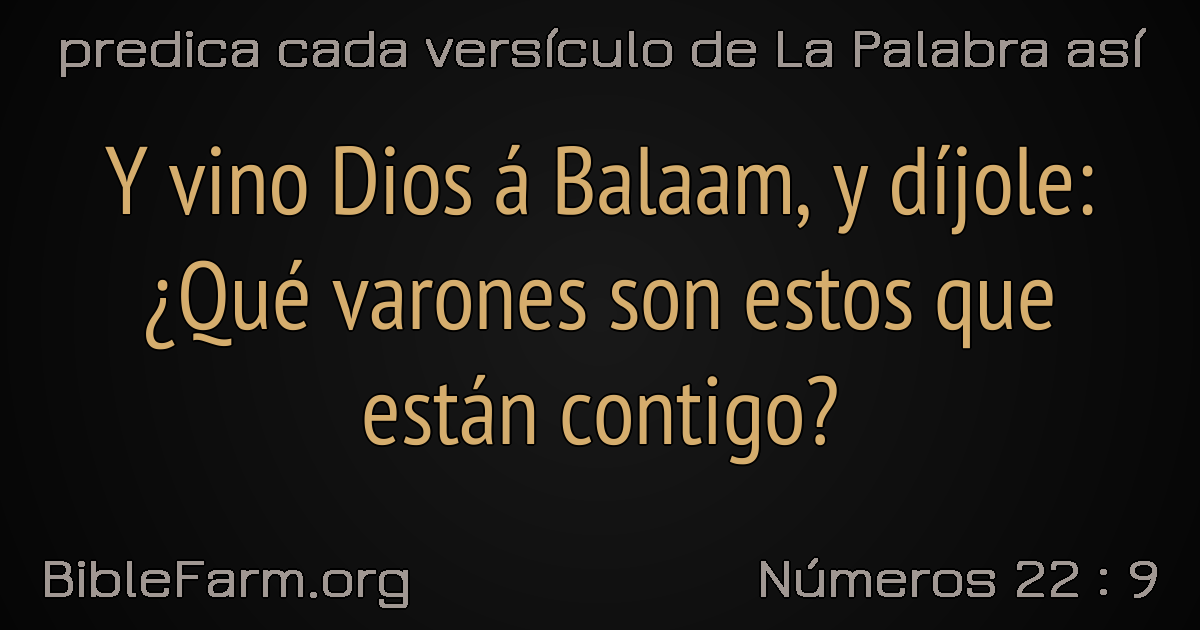 predica cada versículo de La Palabra así
Y vino Dios á Balaam, y díjole:
¿Qué varones son estos que
están contigo?
BibleFarm.org
Números 22 : 9